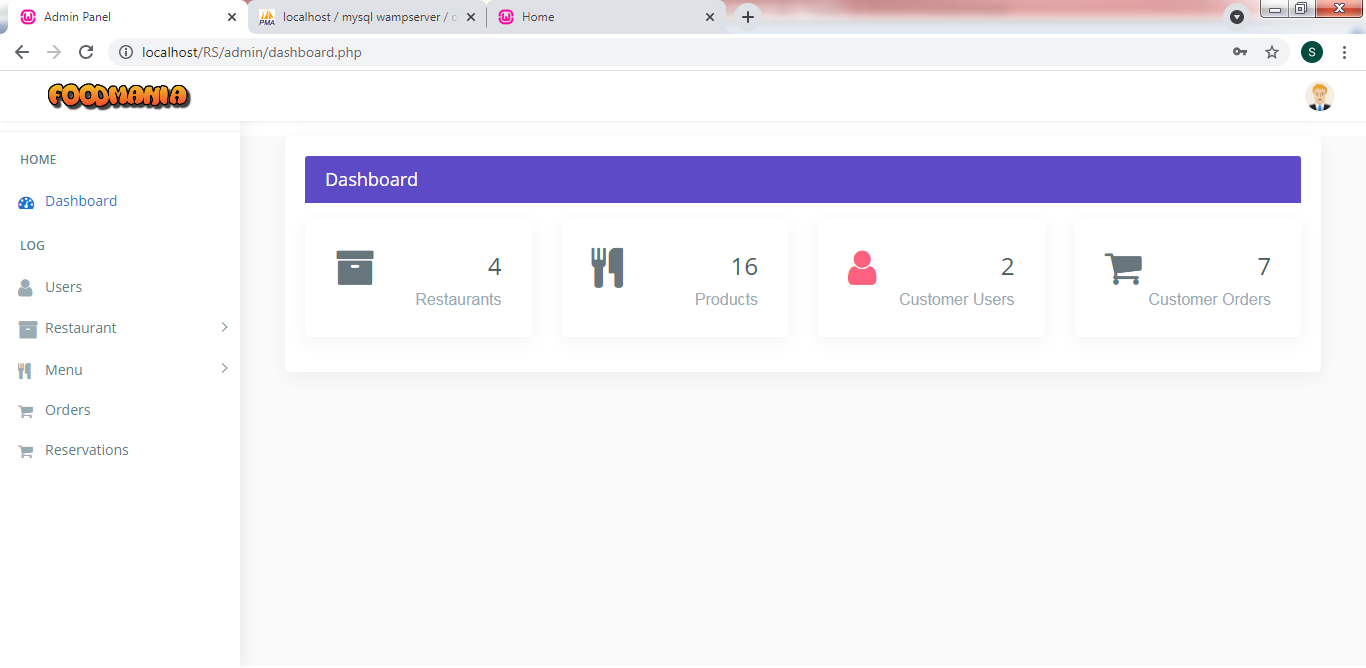 Admin Panel
localhost / mysql wampserver /
Home
localhost/RS/admin/dashboard.php
S
FOODMANIA
HOME
Dashboard
LOG
Users
Restaurant
Menu
Orders
Reservations
Dashboard
4
Restaurants
16
Products
2
Customer Users
7
Customer Orders
PMA